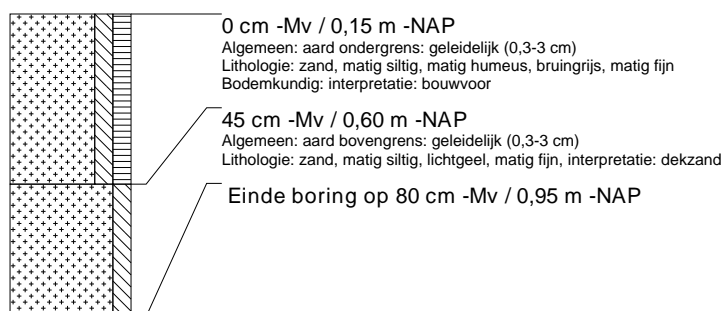 0 cm -Mv / 0,15 m -NAP
Algemeen: aard ondergrens: geleidelijk (0,3-3 cm)
Lithologie: zand, matig siltig, matig humeus, bruingrijs, matig fijn
Bodemkundig: interpretatie: bouwvoor
45 cm -Mv / 0,60 m -NAP
Algemeen: aard bovengrens: geleidelijk (0,3-3 cm)
Lithologie: zand, matig siltig, lichtgeel, matig fijn, interpretatie: dekzand
Einde boring op 80 cm -Mv / 0,95 m -NAP